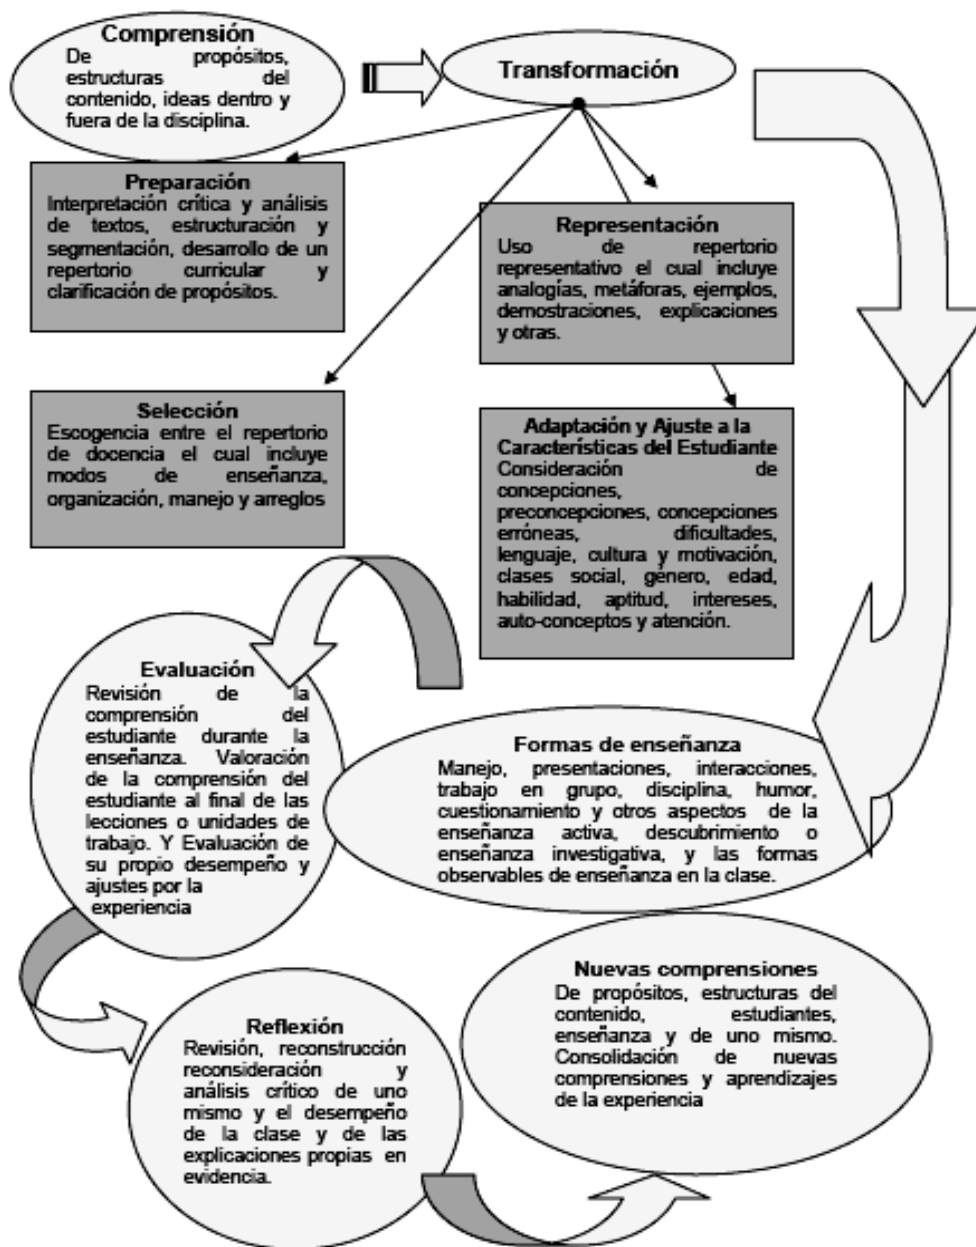 Comprensión
De propósitos,
estructuras del
contenido, ideas dentro y
fuera de la disciplina.
Transformación
Preparación
Interpretación crítica y análisis
de textos, estructuración y
segmentación, desarrollo de un
repertorio curricular y
clarificación de propósitos.
Representación
Uso de repertorio
representativo el cual incluye
analogías, metáforas, ejemplos,
demostraciones, explicaciones
y otras.
Selección
Escogencia entre el repertorio
de docencia el cual incluye
modos de enseñanza,
organización, manejo y arreglos
Adaptación y Ajuste a la
Características del Estudiante
Consideración de
concepciones,
preconcepciones, concepciones
erróneas, dificultades,
lenguaje, cultura y motivación,
clases social, género, edad,
habilidad, aptitud, intereses,
auto-conceptos y atención.
Evaluación
Revisión de la
comprensión del
estudiante durante la
enseñanza. Valoración
de la comprensión del
estudiante al final de las
lecciones o unidades de
trabajo. Y Evaluación de
su propio desempeño y
ajustes por la
experiencia
Formas de enseñanza
Manejo, presentaciones, interacciones,
trabajo en grupo, disciplina, humor,
cuestionamiento y otros aspectos de la
enseñanza activa, descubrimiento o
enseñanza investigativa, y las formas
observables de enseñanza en la clase.
Nuevas comprensiones
De propósitos, estructuras del
contenido, estudiantes,
enseñanza y de uno mismo.
Consolidación de nuevas
comprensiones y aprendizajes
de la experiencia
Reflexión
Revisión, reconstrucción
reconsideración y
análisis crítico de uno
mismo y el desempeño
de la clase y de las
explicaciones propias en
evidencia.